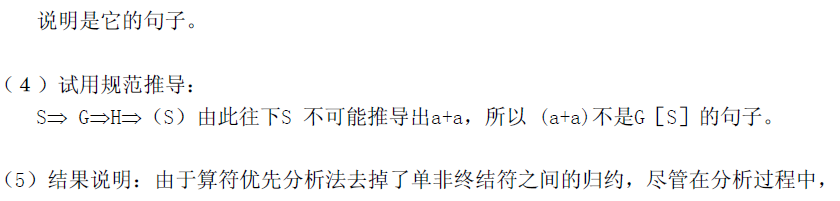 说明是它的句子。
（4）试用规范推导：
S⇒ G⇒H⇒（S）由此往下S 不可能推导出a+a，所以 (a+a)不是G［S］的句子。
（5）结果说明：由于算符优先分析法去掉了单非终结符之间的归约，尽管在分析过程中，